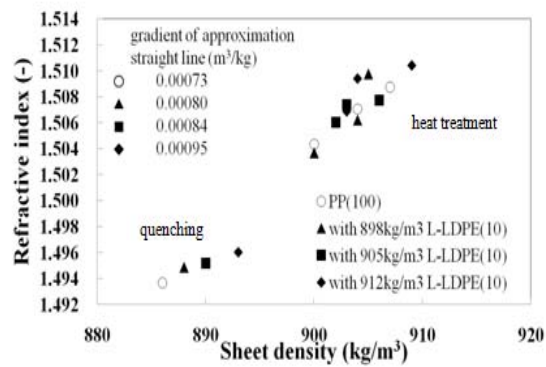 1.514
1.512
1.510
1.508
1.506
1.504
1.502
1.500
1.498
1.496
1.494
1.492
Refractive index (-)
gradient of approximation
straight line (m³/kg)
0.00073
0.00080
0.00084
0.00095
heat treatment
quenching
PP(100)
with 898kg/m3 L-LDPE(10)
with 905kg/m3 L-LDPE(10)
with 912kg/m3 L-LDPE(10)
880 890 900 910 920
Sheet density (kg/m³)